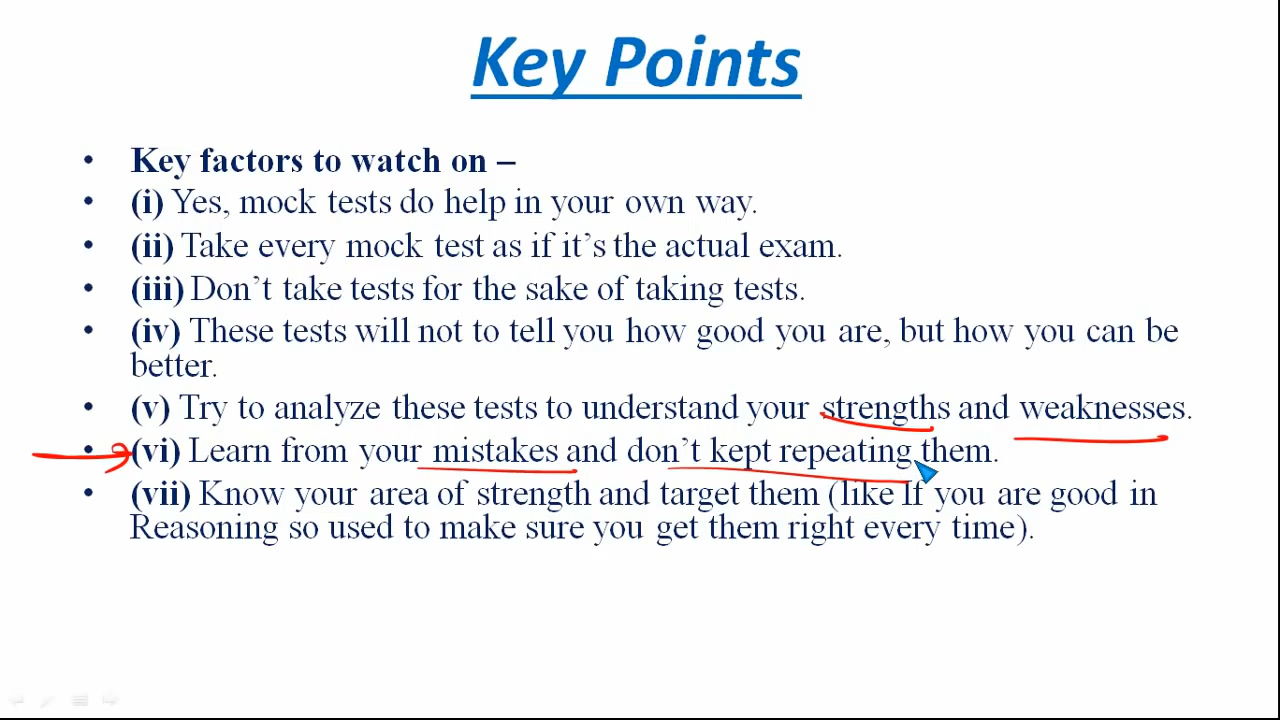 Key Points
• Key factors to watch on –
• (i) Yes, mock tests do help in your own way.
• (ii) Take every mock test as if it’s the actual exam.
• (iii) Don’t take tests for the sake of taking tests.
• (iv) These tests will not to tell you how good you are, but how you can be
better.
• (v) Try to analyze these tests to understand your strengths and weaknesses.
• (vi) Learn from your mistakes and don’t kept repeating them.
• (vii) Know your area of strength and target them (like If you are good in
Reasoning so used to make sure you get them right every time).